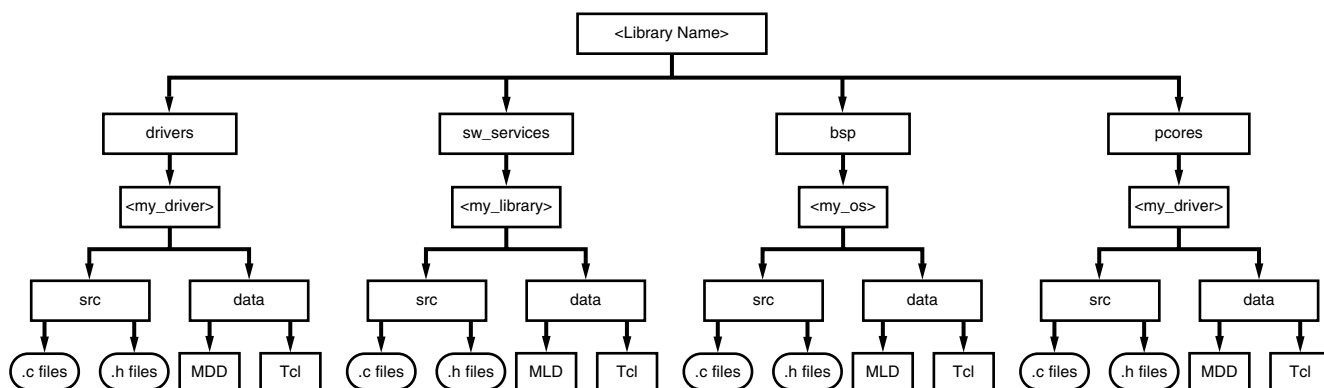 <Library Name>
drivers
sw_services
bsp
pcores
<my_driver>
<my_library>
<my_os>
<my_driver>
src
data
src
data
src
data
src
data
.c files
.h files
MDD
Tcl
.c files
.h files
MLD
Tcl
.c files
.h files
MLD
Tcl
.c files
.h files
MDD
Tcl